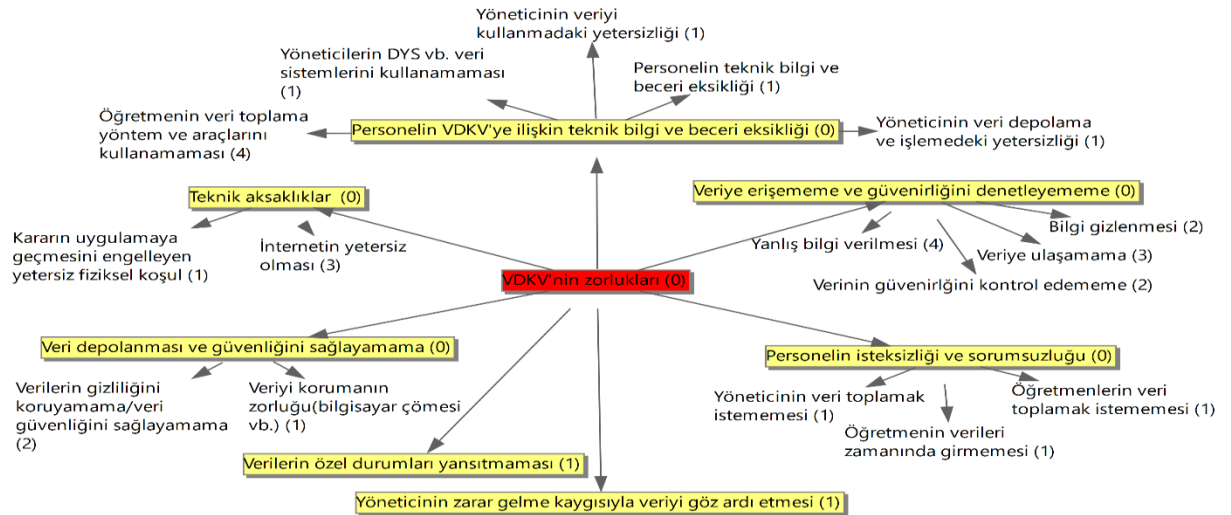 Yöneticinin veriyi
kullanmadaki yetersizliği (1)
Yöneticilerin DYS vb. veri
sistemlerini kullanamaması
(1)
Personelin teknik bilgi ve
beceri eksikliği (1)
Öğretmenin veri toplama
yöntem ve araçlarını
kullanamaması (4)
Personelin VDKV'ye ilişkin teknik bilgi ve beceri eksikliği (0)
Yöneticinin veri depolama
ve işlemedeki yetersizliği (1)
Teknik aksaklıklar (0)
Veriye erişememe ve güvenirliğini denetleyememe (0)
Kararın uygulamaya
geçmesini engelleyen
yetersiz fiziksel koşul (1)
İnternetin yetersiz
olması (3)
Yanlış bilgi verilmesi (4)
Bilgi gizlenmesi (2)
Veriye ulaşamama (3)
Verinin güvenirlğini kontrol edememe (2)
VDKV'nin zorlukları (0)
Veri depolanması ve güvenliğini sağlayamama (0)
Personelin isteksizliği ve sorumsuzluğu (0)
Verilerin gizliliğini
koruyamama/veri
güvenliğini sağlayamama
(2)
Veriyi korumanın
zorluğu(bilgisayar çömesi
vb.) (1)
Yöneticinin veri toplamak
istememesi (1)
Öğretmenlerin veri
toplamak istememesi (1)
Öğretmenin verileri
zamanında girmemesi (1)
Verilerin özel durumları yansıtmaması (1)
Yöneticinin zarar gelme kaygısıyla veriyi göz ardı etmesi (1)